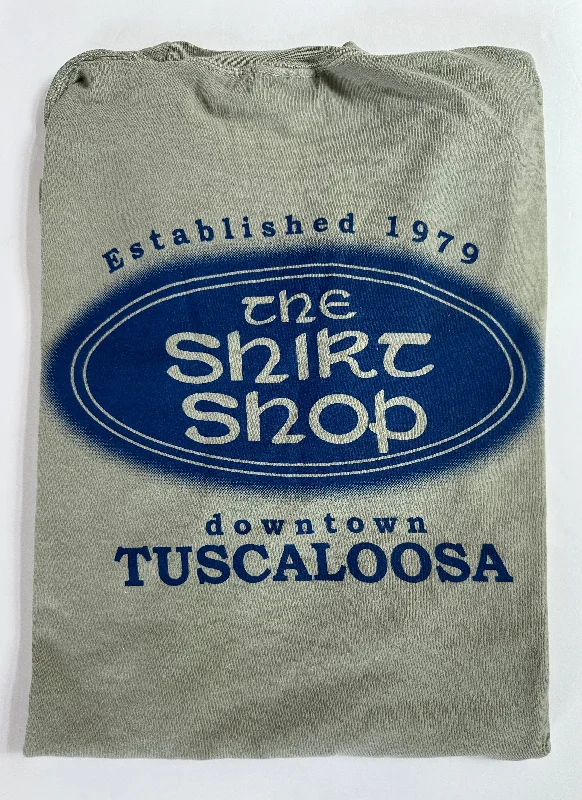 Established 1979
the
Shirt
Shop
downtown
TUSCALOOSA